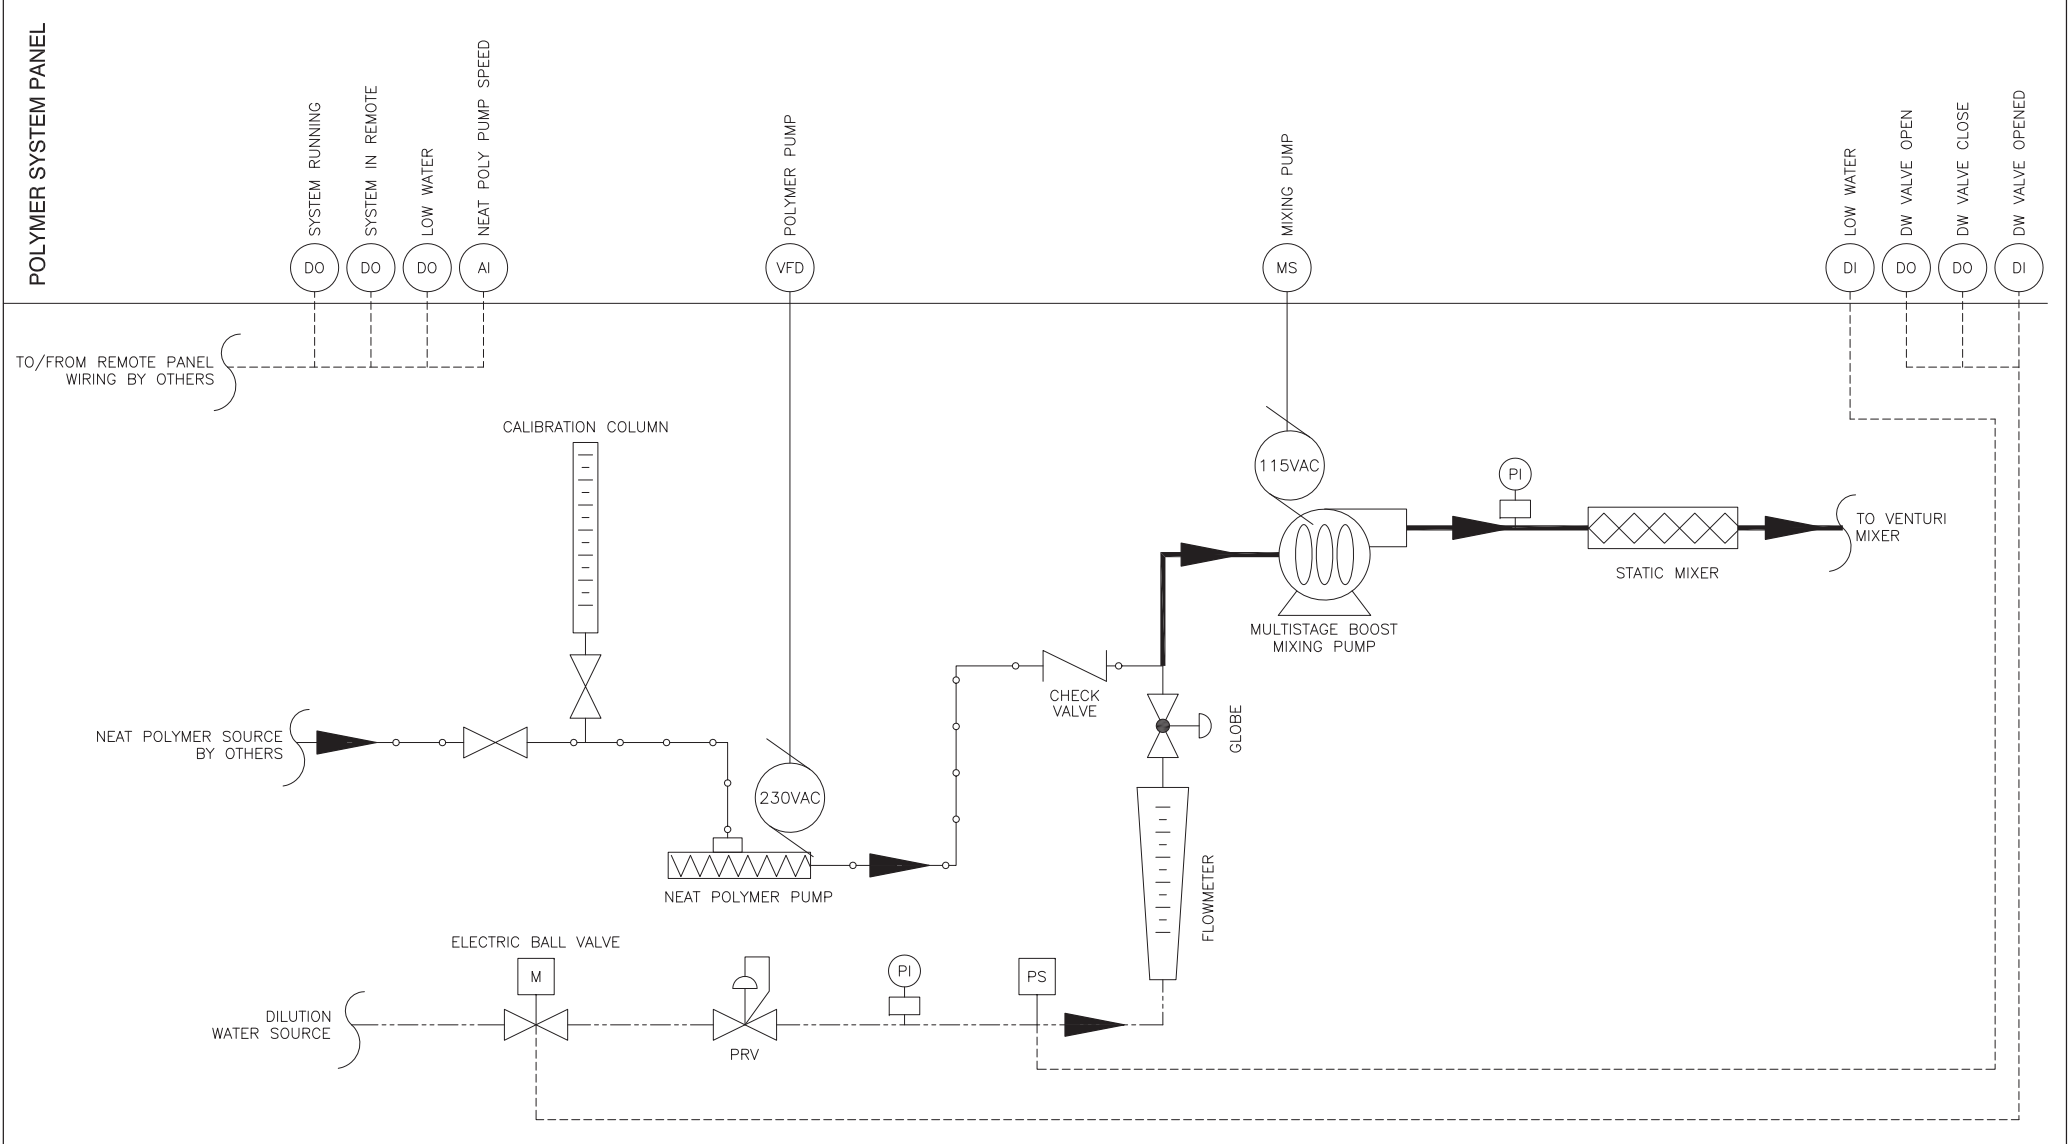 POLYMER SYSTEM PANEL
SYSTEM RUNNING
SYSTEM IN REMOTE
LOW WATER
NEAT POLY PUMP SPEED
POLYMER PUMP
MIXING PUMP
LOW WATER
DW VALVE OPEN
DW VALVE CLOSE
DW VALVE OPENED
DO
DO
DO
AI
VFD
MS
DI
DO
DO
DI
TO/FROM REMOTE PANEL
WIRING BY OTHERS
CALIBRATION COLUMN
115VAC
PI
TO VENTURI
MIXER
STATIC MIXER
MULTISTAGE BOOST
MIXING PUMP
CHECK
VALVE
GLOBE
NEAT POLYMER SOURCE
BY OTHERS
230VAC
NEAT POLYMER PUMP
FLOWMETER
ELECTRIC BALL VALVE
M
PI
PS
DILUTION
WATER SOURCE
PRV